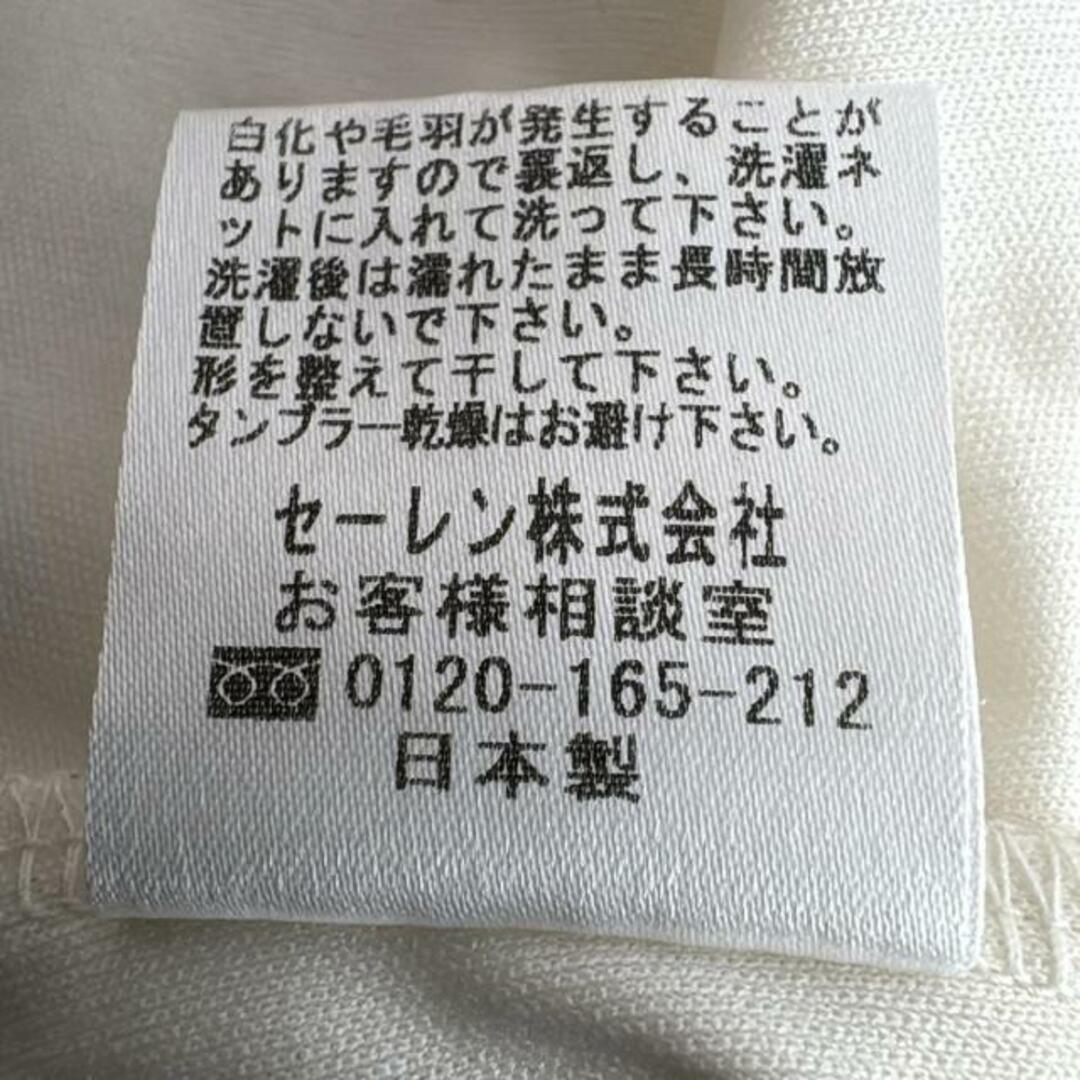 白化や毛羽が発生することが
ありますので裏返し、洗濯ネ
ットに入れて洗って下さい。
洗濯後は濡れたまま長時間放
置しないで下さい。
形を整えて干して下さい。
タンブラー乾燥はお避け下さい。
セーレン株式会社
お客様相談室
0120-165-212
日本製